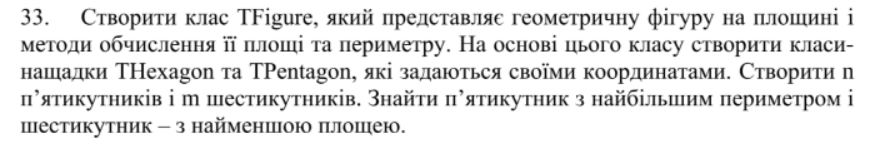 33. Створити клас TFigure, який представляє геометричну фігуру на площині і
методи обчислення її площі та периметру. На основі цього класу створити класи-
нащадки THexagon та TPentagon, які задаються своїми координатами. Створити n
п’ятикутників і m шестикутників. Знайти п’ятикутник з найбільшим периметром і
шестикутник – з найменшою площею.